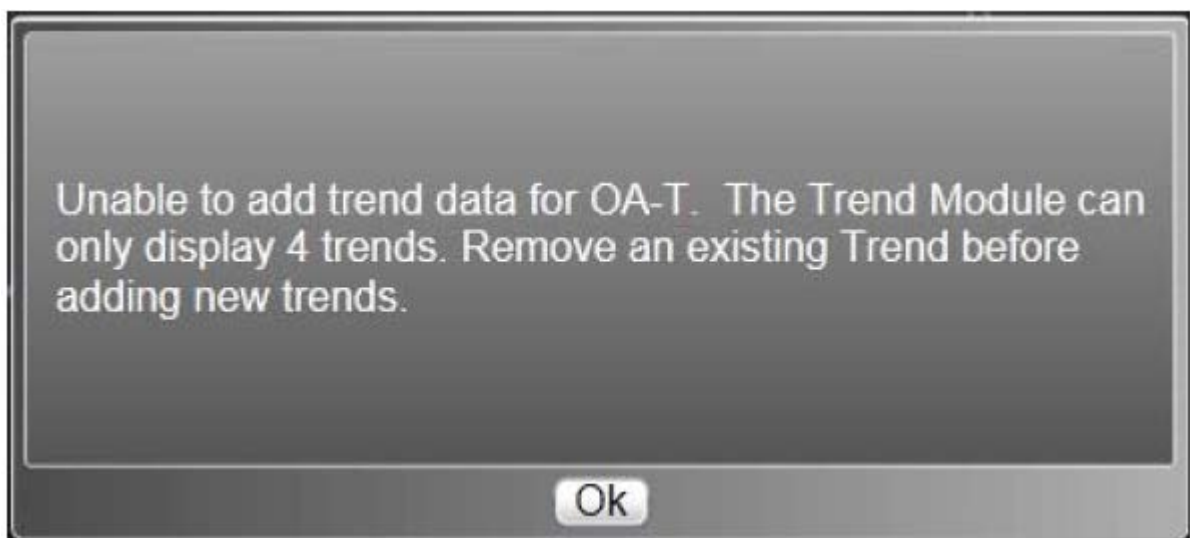 Unable to add trend data for OA-T.  The Trend Module can
only display 4 trends. Remove an existing Trend before
adding new trends.
Ok